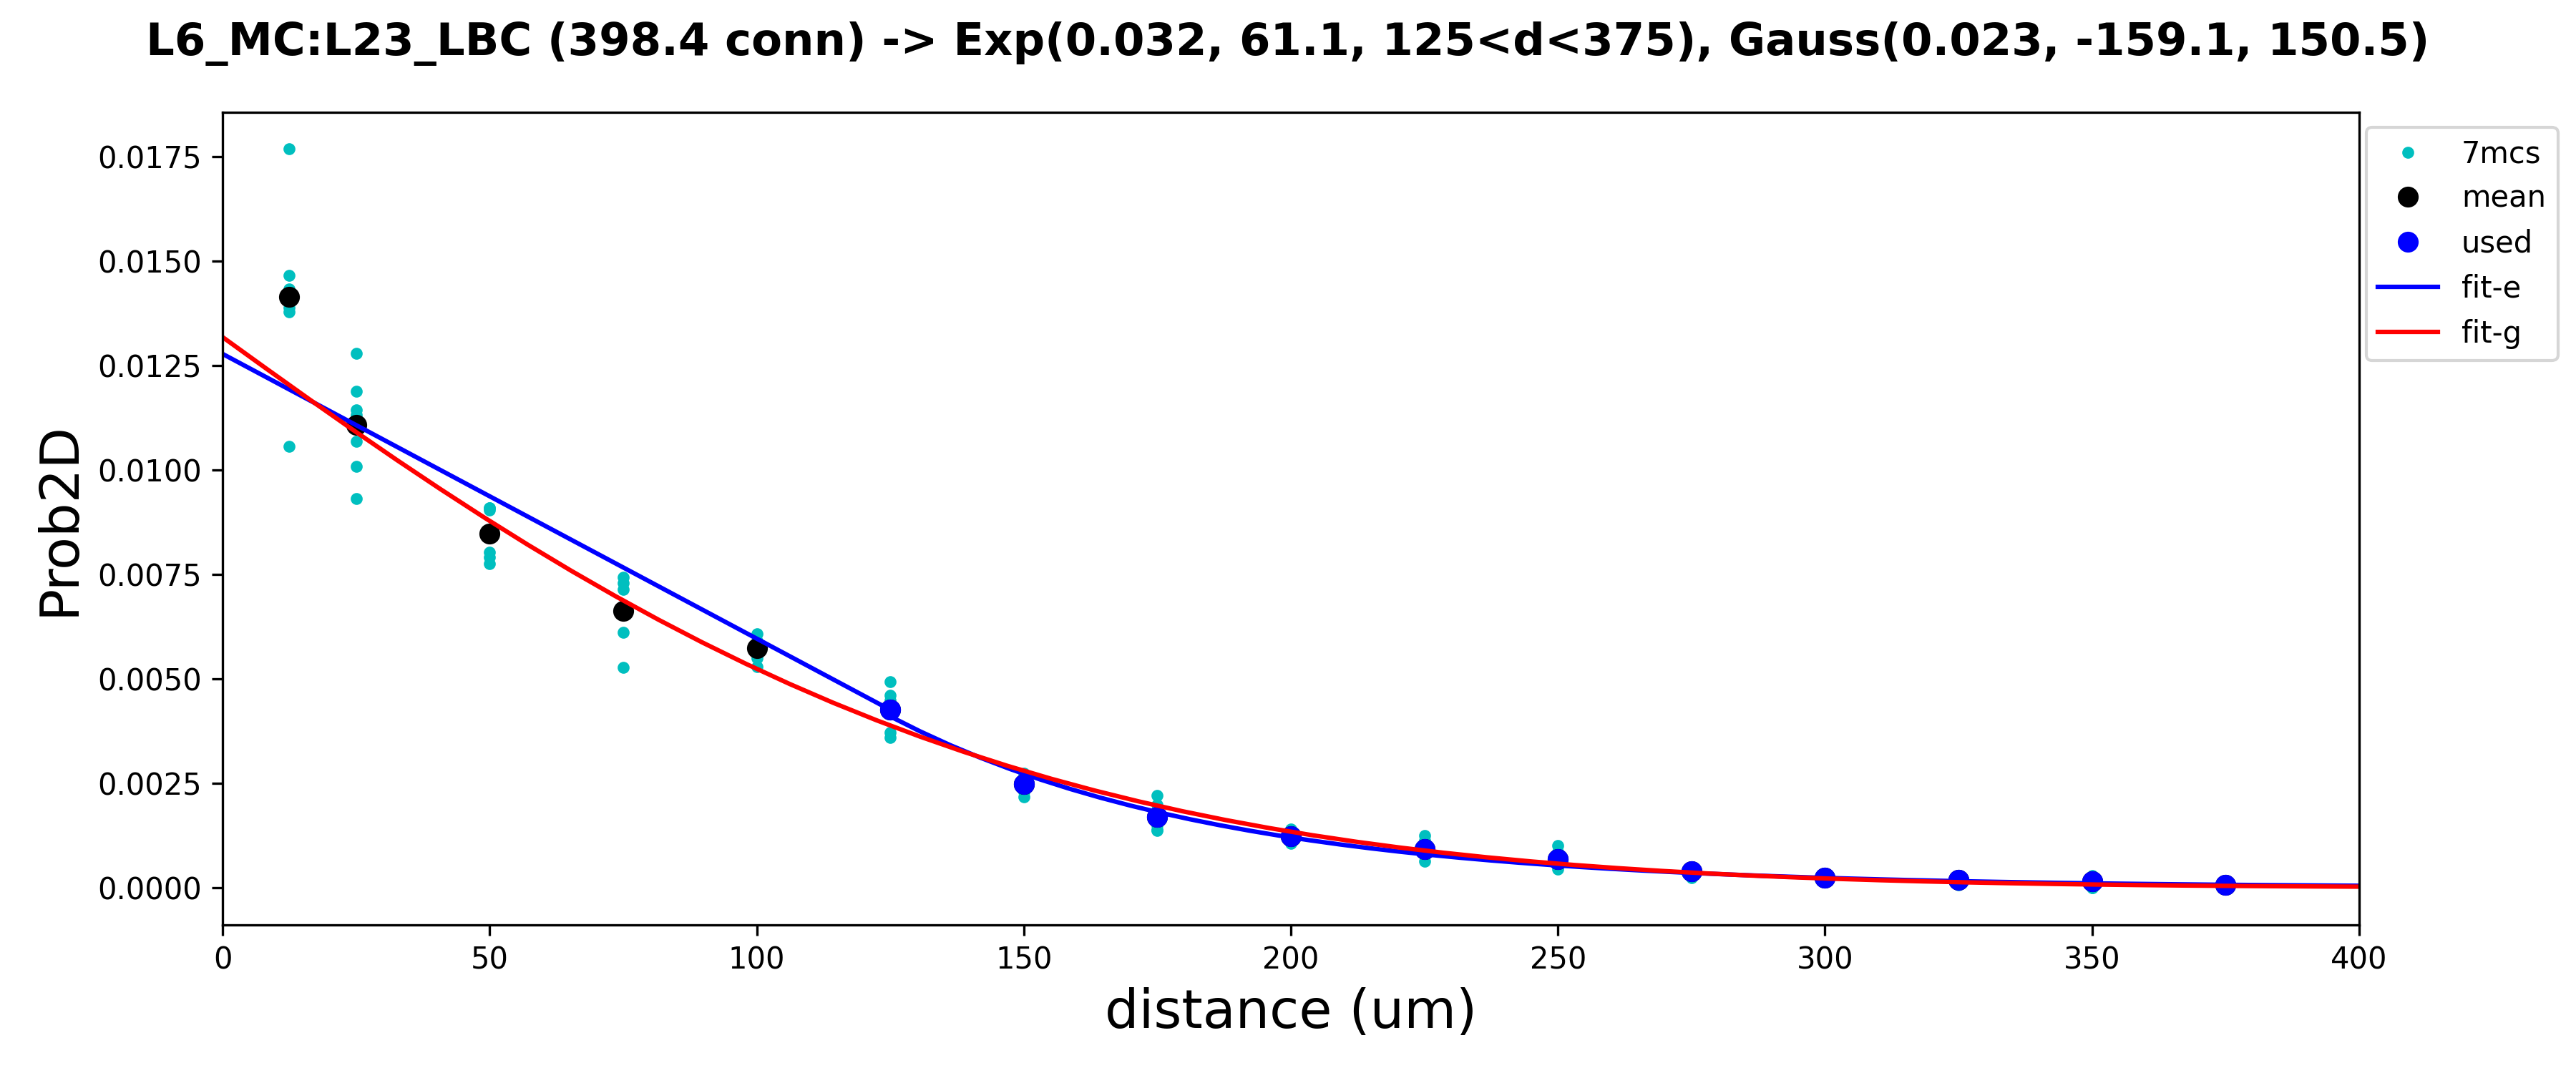 L6_MC:L23_LBC (398.4 conn) -> Exp(0.032, 61.1, 125<d<375), Gauss(0.023, -159.1, 150.5)
7mcs
mean
used
fit-e
fit-g
0.0175
0.0150
0.0125
0.0100
0.0075
0.0050
0.0025
0.0000
Prob2D
0 50 100 150 200 250 300 350 400
distance (um)